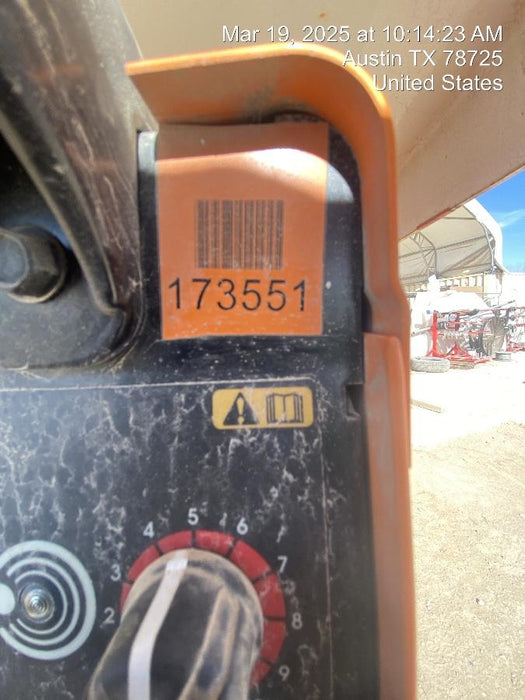 Mar 19, 2025 at 10:14:23 AM
Austin TX 78725
United States
173551
4 5 6
3 7
2 8
9